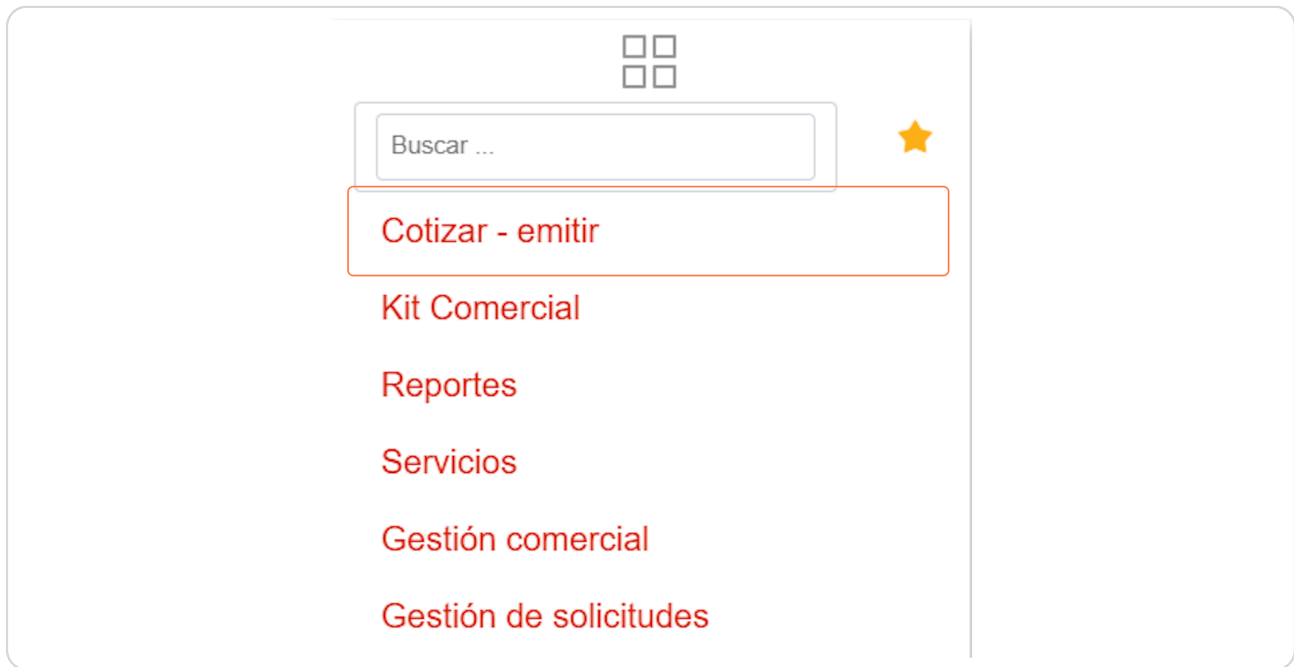 Buscar ...
Cotizar - emitir
Kit Comercial
Reportes
Servicios
Gestión comercial
Gestión de solicitudes